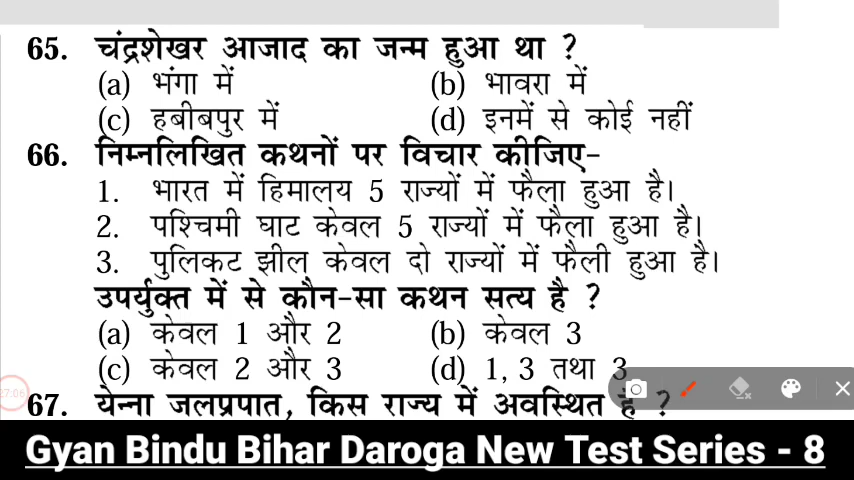 65. चंद्रशेखर आजाद का जन्म हुआ था ?
(a) भंगा में (b) भावरा में
(c) हबीबपुर में (d) इनमें से कोई नहीं
66. निम्नलिखित कथनों पर विचार कीजिए–
1. भारत में हिमालय 5 राज्यों में फैला हुआ है।
2. पश्चिमी घाट केवल 5 राज्यों में फैला हुआ है।
3. पुलिकट झील केवल दो राज्यों में फैली हुआ है।
उपर्युक्त में से कौन-सा कथन सत्य है ?
(a) केवल 1 और 2 (b) केवल 3
(c) केवल 2 और 3 (d) 1, 3 तथा 3
27:06
67. येन्ना जलप्रपात, किस राज्य में अवस्थित है ?
Gyan Bindu Bihar Daroga New Test Series - 8